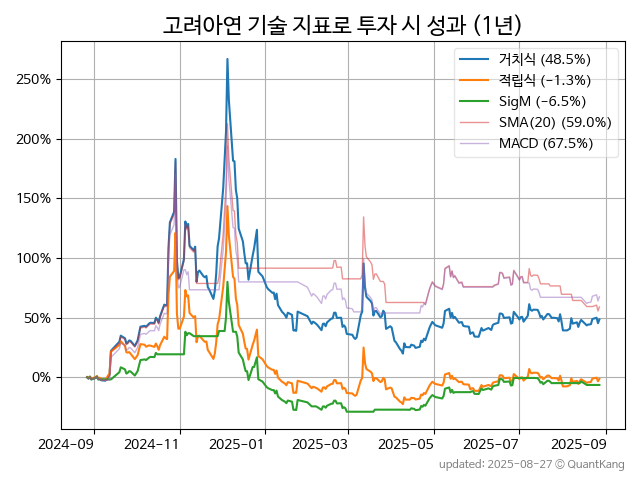 고려아연 기술 지표로 투자 시 성과 (1년)
거치식 (48.5%)
적립식 (-1.3%)
SigM (-6.5%)
SMA(20) (59.0%)
MACD (67.5%)
250%
200%
150%
100%
50%
0%
2024-09 2024-11 2025-01 2025-03 2025-05 2025-07 2025-09
updated: 2025-08-27 @ QuantKang